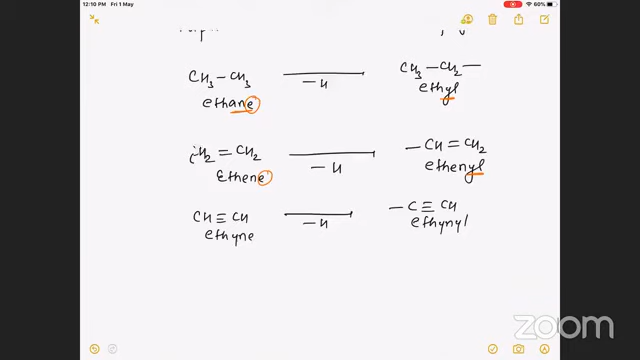 12:10 PM Fri 1 May
60%
CH₃ — CH₃ — H CH₃ — CH₂ —
ethane ethyl
CH₂ = CH₂ — H — CH = CH₂
Ethene ethenyl
CH ≡ CH — H — C ≡ CH
ethyne ethynyl
zoom